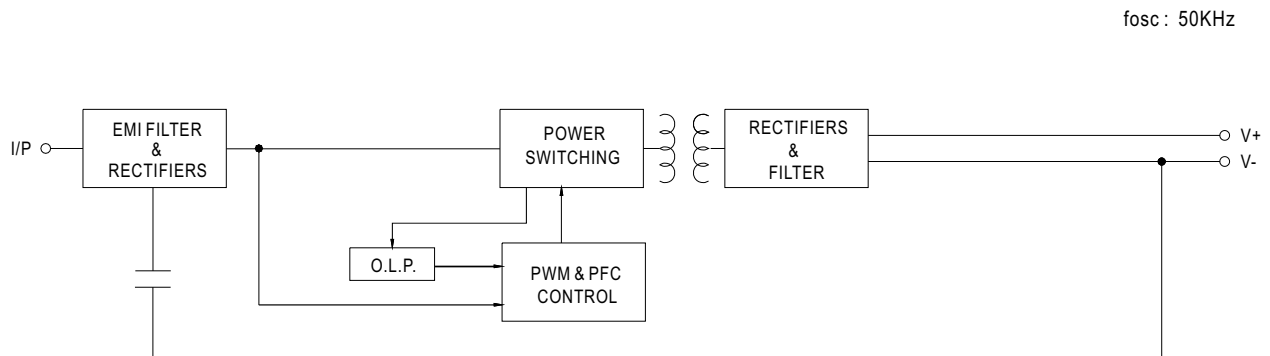 fosc : 50KHz
I/P
EMI FILTER
&
RECTIFIERS
POWER
SWITCHING
RECTIFIERS
&
FILTER
V+
V-
O.L.P.
PWM & PFC
CONTROL